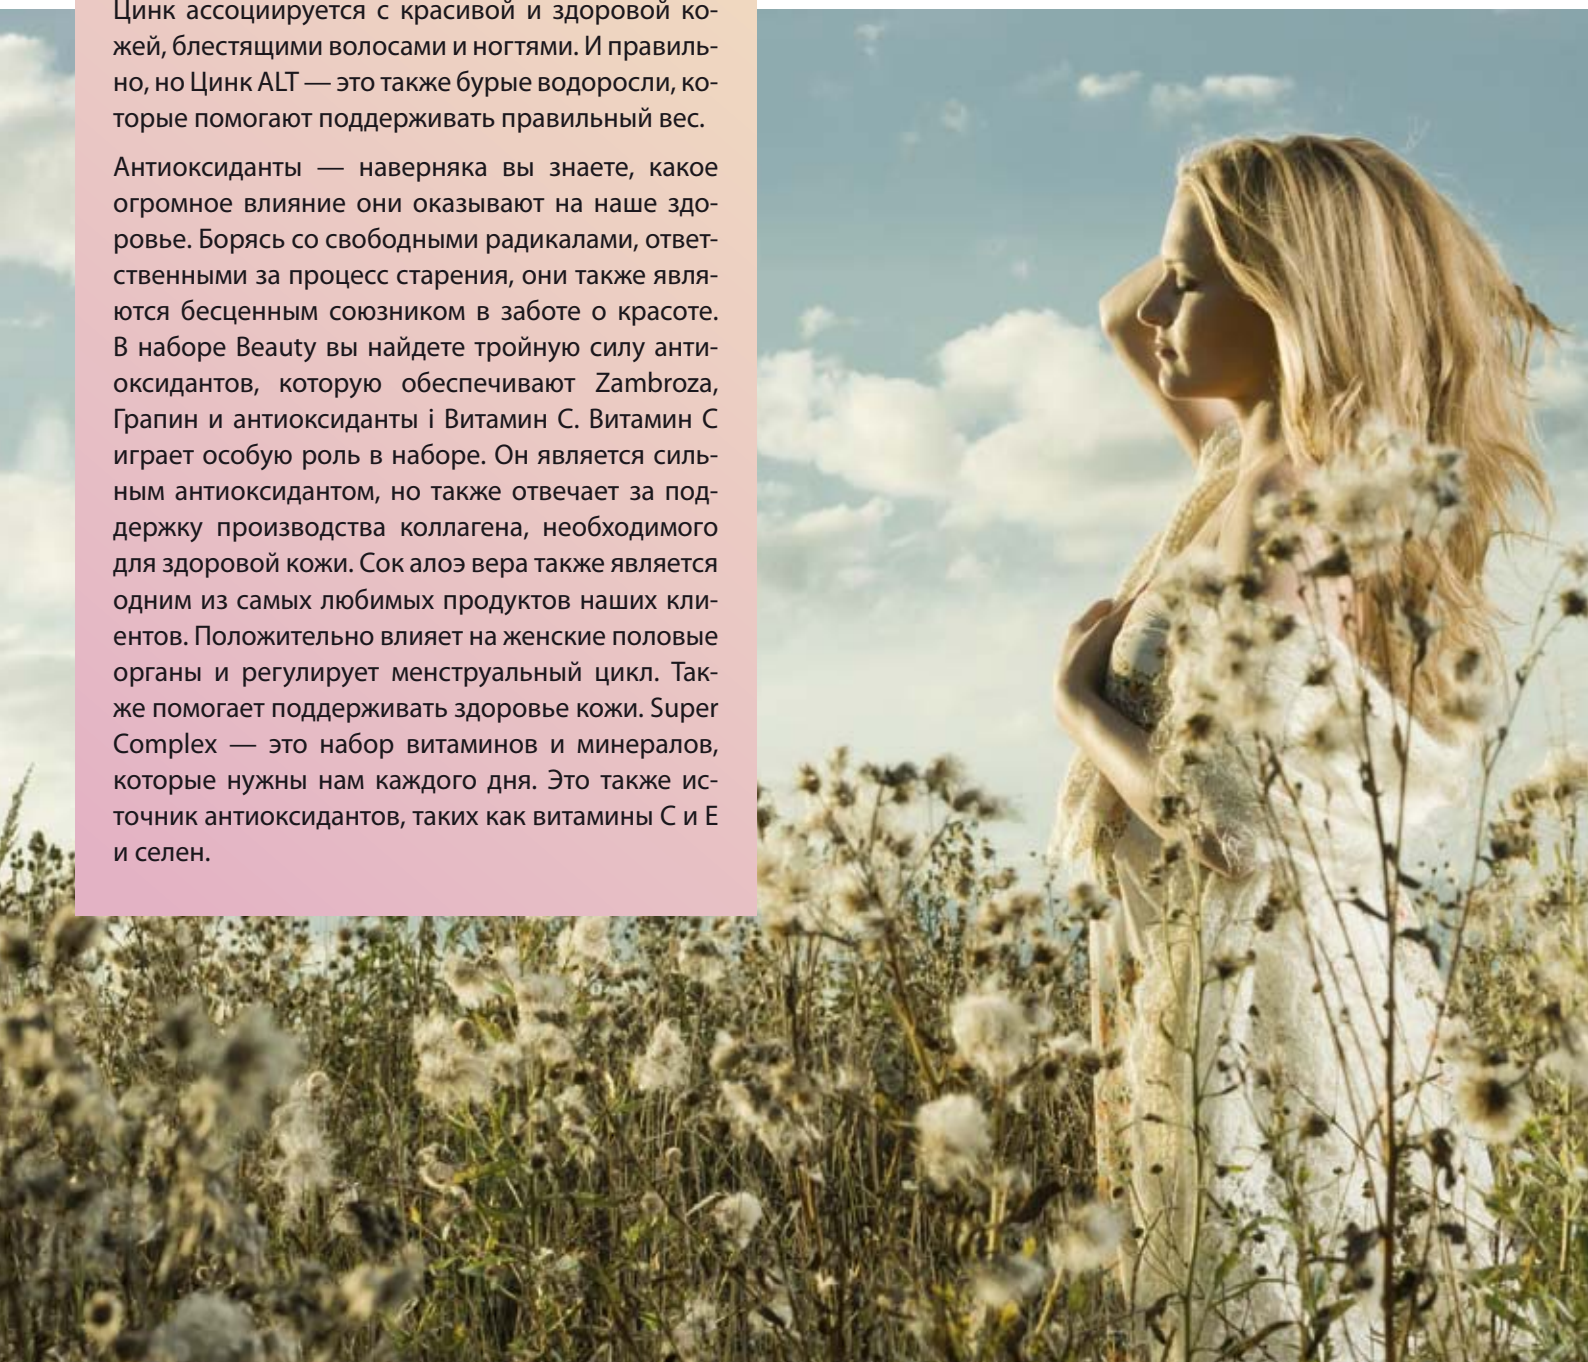 Цинк ассоциируется с красивой и здоровой ко-
жей, блестящими волосами и ногтями. И правиль-
но, но Цинк ALT — это также бурые водоросли, ко-
торые помогают поддерживать правильный вес.
Антиоксиданты — наверняка вы знаете, какое
огромное влияние они оказывают на наше здо-
ровье. Борясь со свободными радикалами, ответ-
ственными за процесс старения, они также явля-
ются бесценным союзником в заботе о красоте.
В наборе Beauty вы найдете тройную силу анти-
оксидантов, которую обеспечивают Zambroza,
Грапин и антиоксиданты i Витамин С. Витамин С
играет особую роль в наборе. Он является силь-
ным антиоксидантом, но также отвечает за под-
держку производства коллагена, необходимого
для здоровой кожи. Сок алоэ вера также является
одним из самых любимых продуктов наших кли-
ентов. Положительно влияет на женские половые
органы и регулирует менструальный цикл. Так-
же помогает поддерживать здоровье кожи. Super
Complex — это набор витаминов и минералов,
которые нужны нам каждого дня. Это также ис-
точник антиоксидантов, таких как витамины С и Е
и селен.